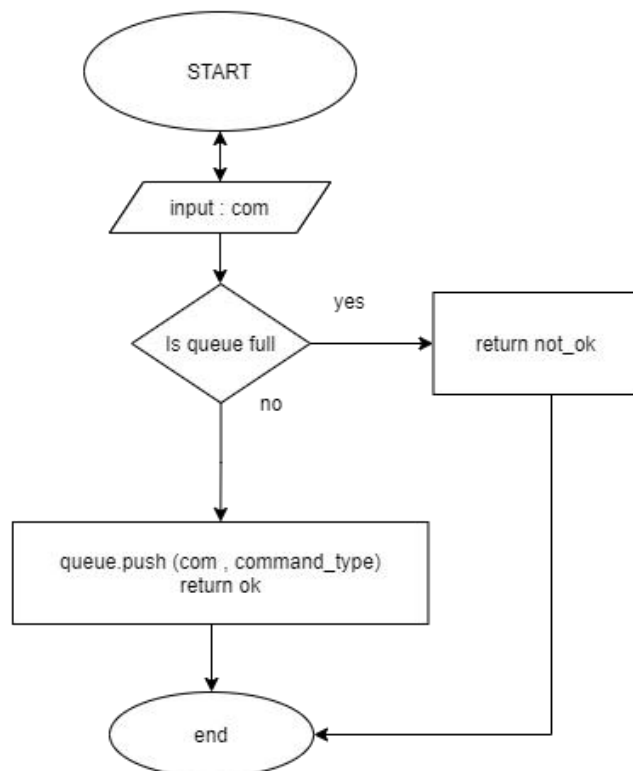 START
input : com
Is queue full
yes
return not_ok
no
queue.push (com , command_type)
return ok
end